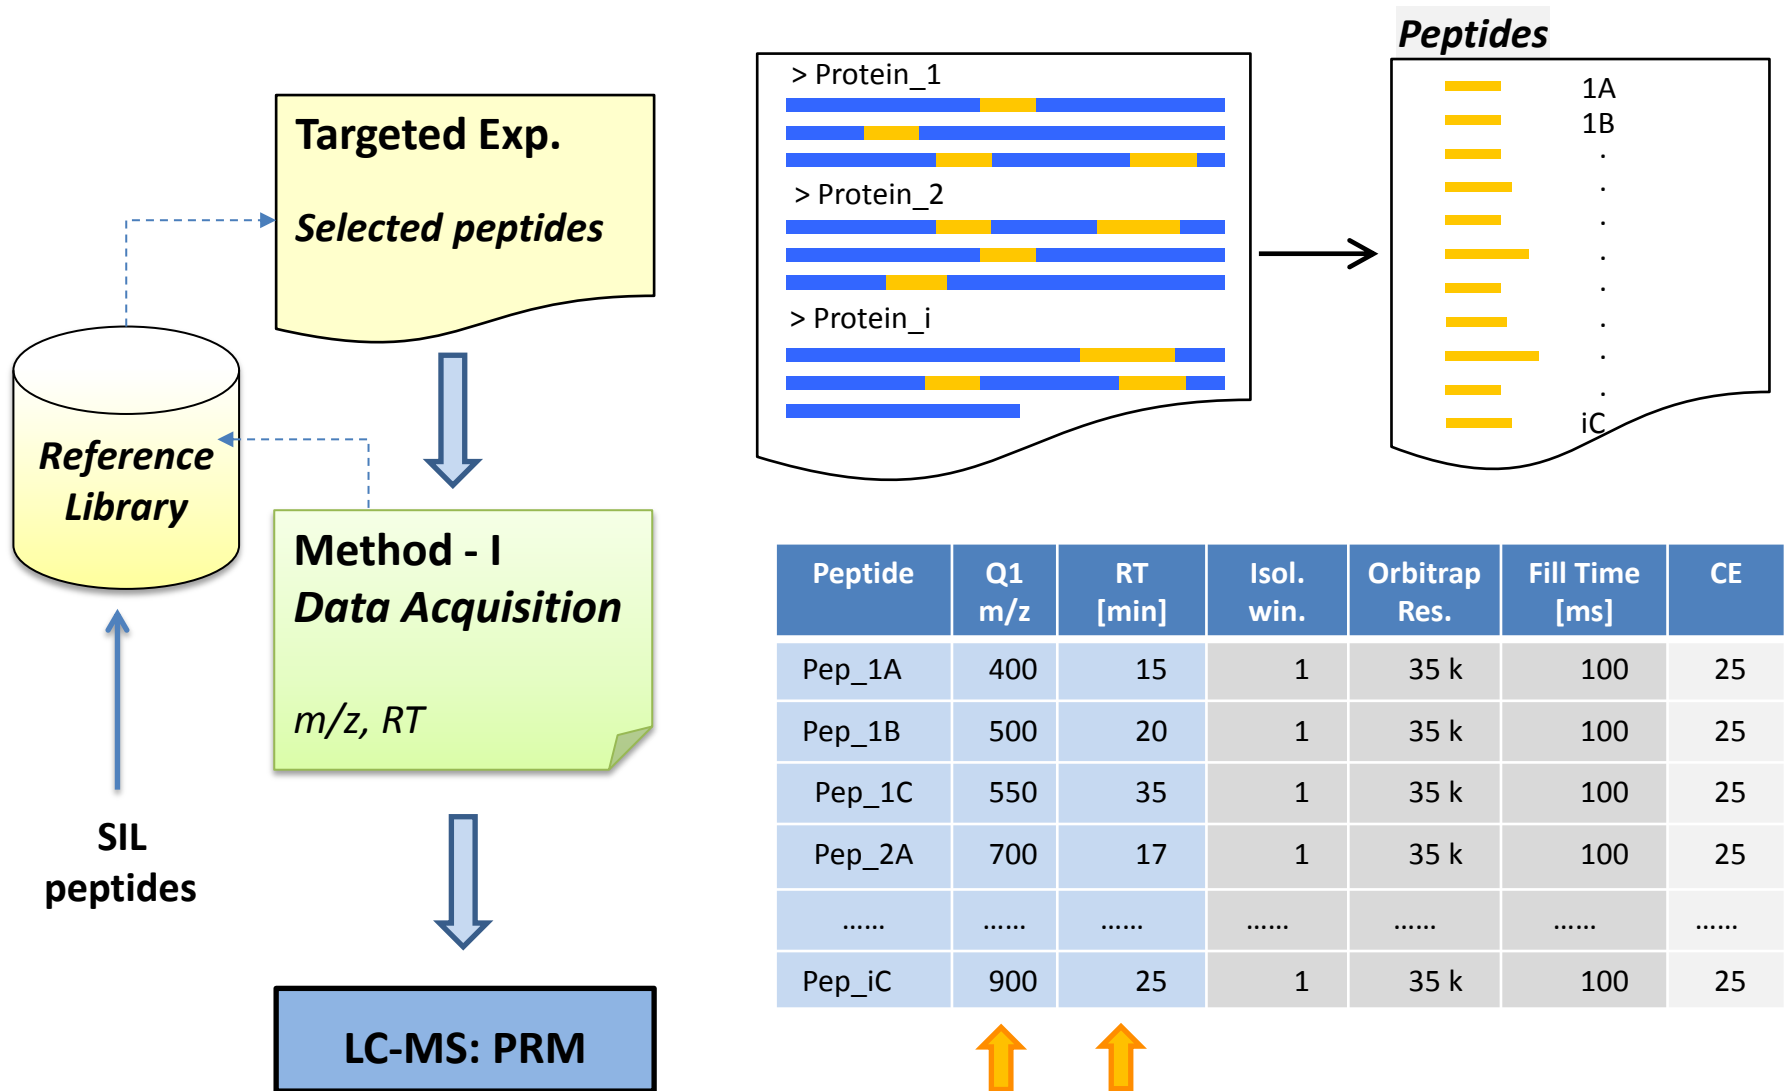 Targeted Exp.
Selected peptides
Reference
Library
Method - I
Data Acquisition
m/z, RT
SIL
peptides
LC-MS: PRM
> Protein_1
> Protein_2
> Protein_i
Peptides
1A
1B
.
.
.
.
.
.
.
.
iC
Peptide Q1 m/z RT [min] Isol. win. Orbitrap Res. Fill Time [ms] CE
Pep_1A 400 15 1 35 k 100 25
Pep_1B 500 20 1 35 k 100 25
Pep_1C 550 35 1 35 k 100 25
Pep_2A 700 17 1 35 k 100 25
...... ...... ...... ...... ...... ...... ......
Pep_iC 900 25 1 35 k 100 25